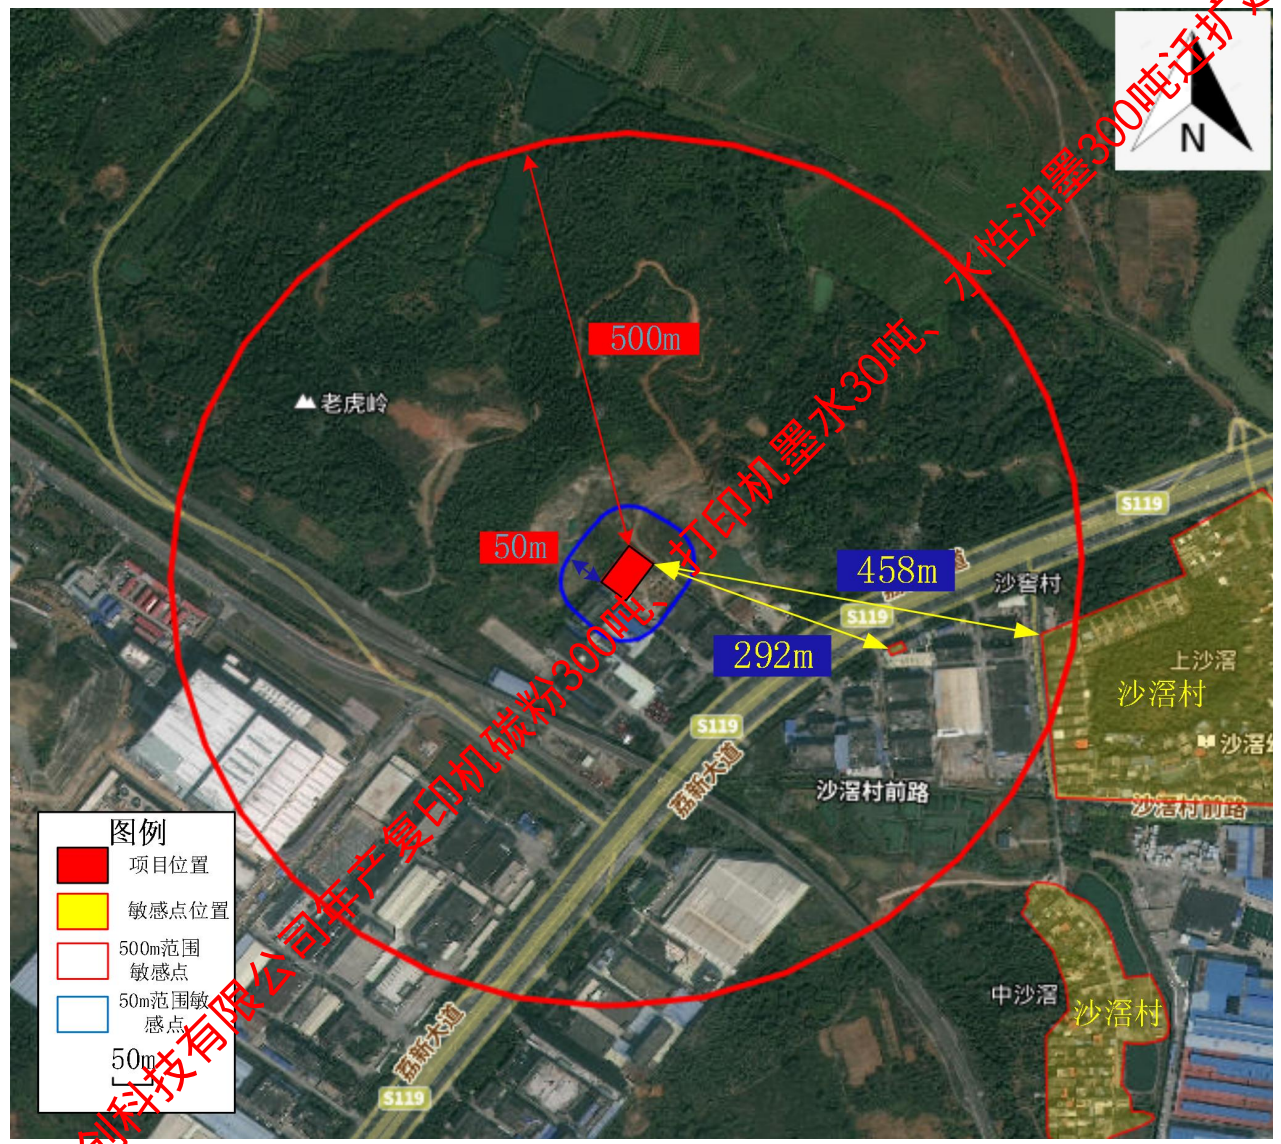 N
创科技有限公司年产复印机碳粉300吨、打印机墨水30吨、水性油墨300吨迁扩建
500m
老虎岭
50m
S119
458m
沙窖村
S119
292m
上沙滘
沙滘村
S119
沙滘
荔新大道
沙滘村前路
沙滘村前路
图例
项目位置
敏感点位置
500m范围
敏感点
50m范围敏
感点
50m
中沙滘
沙滘村
荔新大道
S119